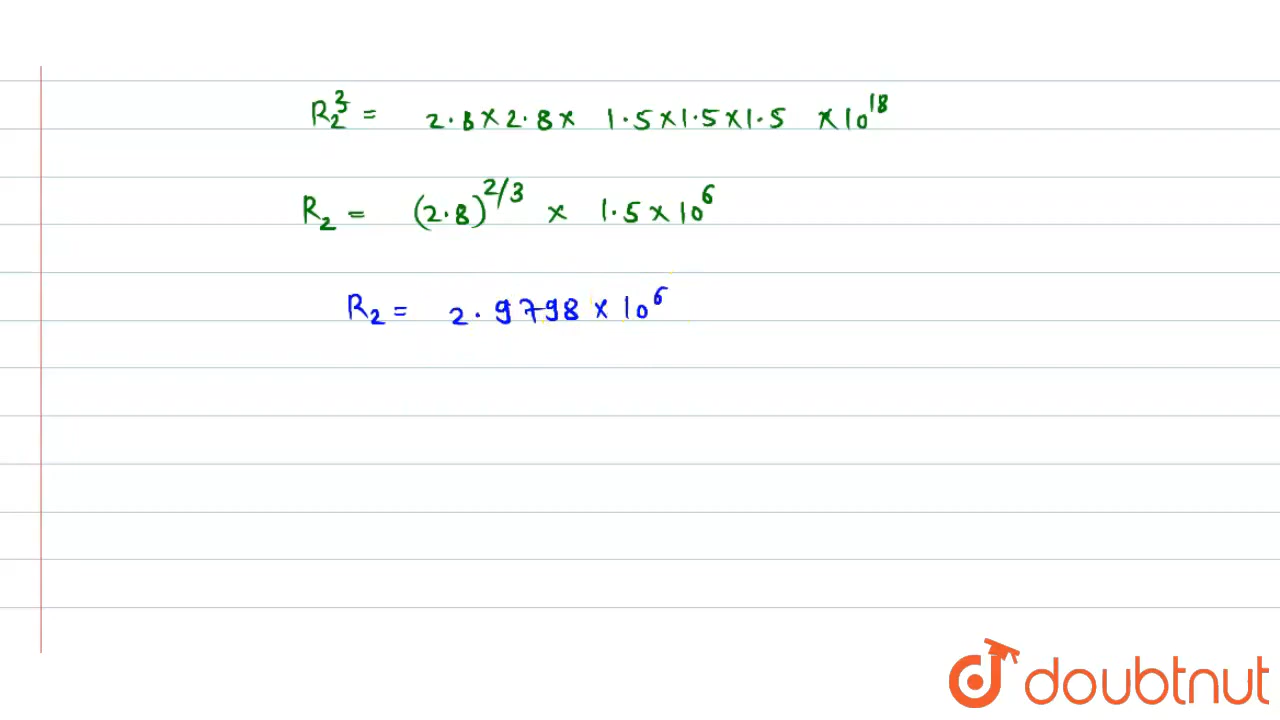 R₂³ = 2.8 × 2.8 × 1.5 × 1.5 × 1.5 × 10¹⁸
R₂ = (2.8)^2/3 × 1.5 × 10⁶
R₂ = 2.9798 × 10⁶
doubtnut